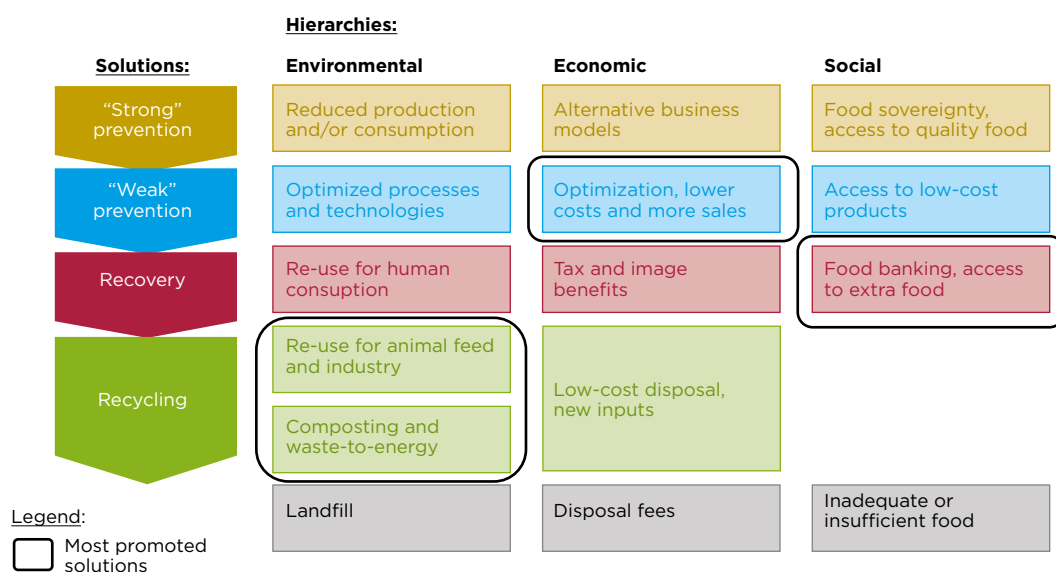 Hierarchies:
Solutions:
Environmental
Economic
Social
“Strong”
prevention
Reduced production
and/or consumption
Alternative business
models
Food sovereignty,
access to quality food
“Weak”
prevention
Optimized processes
and technologies
Optimization, lower
costs and more sales
Access to low-cost
products
Recovery
Re-use for human
consuption
Tax and image
benefits
Food banking, access
to extra food
Recycling
Re-use for animal feed
and industry
Composting and
waste-to-energy
Low-cost disposal,
new inputs
Landfill
Disposal fees
Inadequate or
insufficient food
Legend:
Most promoted
solutions